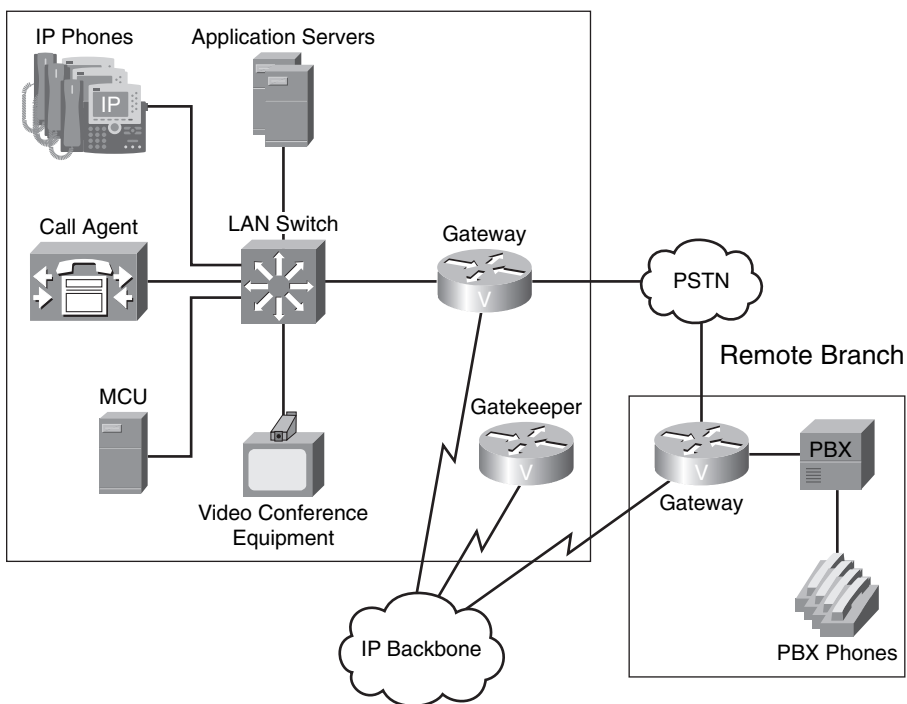 IP Phones
Application Servers
IP
Call Agent
LAN Switch
Gateway
V
PSTN
Remote Branch
MCU
Gatekeeper
V
V
Gateway
PBX
Video Conference
Equipment
IP Backbone
PBX Phones